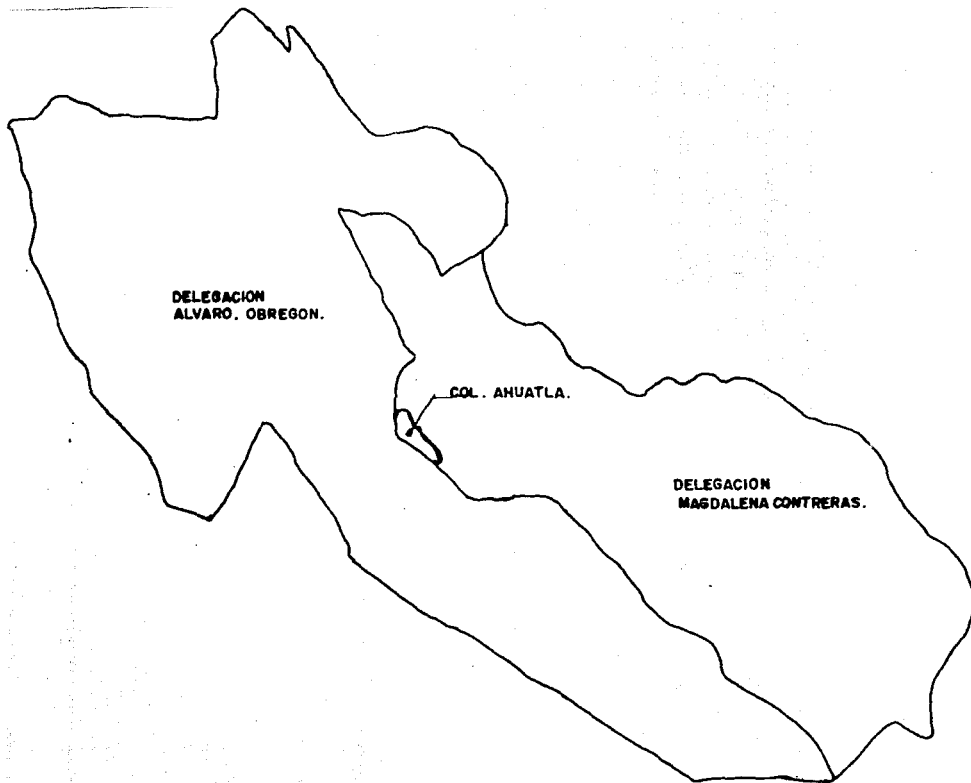 DELEGACION
ALVARO. OBREGON.
COL. AHUATLA.
DELEGACION
MAGDALENA CONTRERAS.